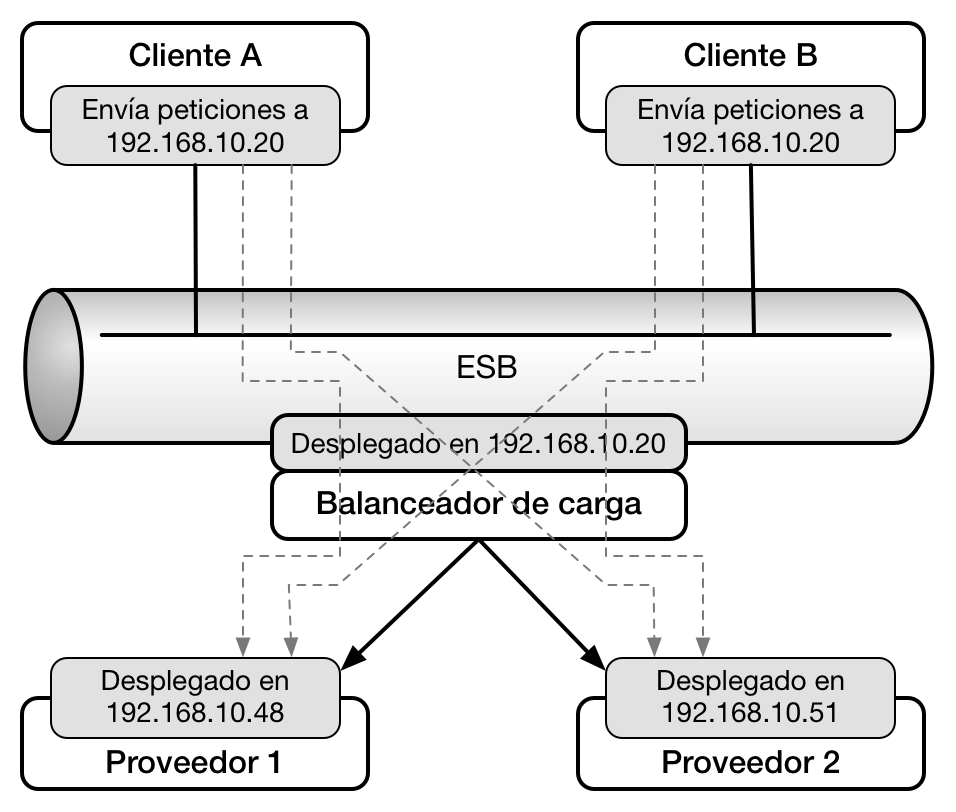 Cliente A
Envía peticiones a
192.168.10.20
Cliente B
Envía peticiones a
192.168.10.20
ESB
Desplegado en 192.168.10.20
Balanceador de carga
Desplegado en
192.168.10.48
Proveedor 1
Desplegado en
192.168.10.51
Proveedor 2